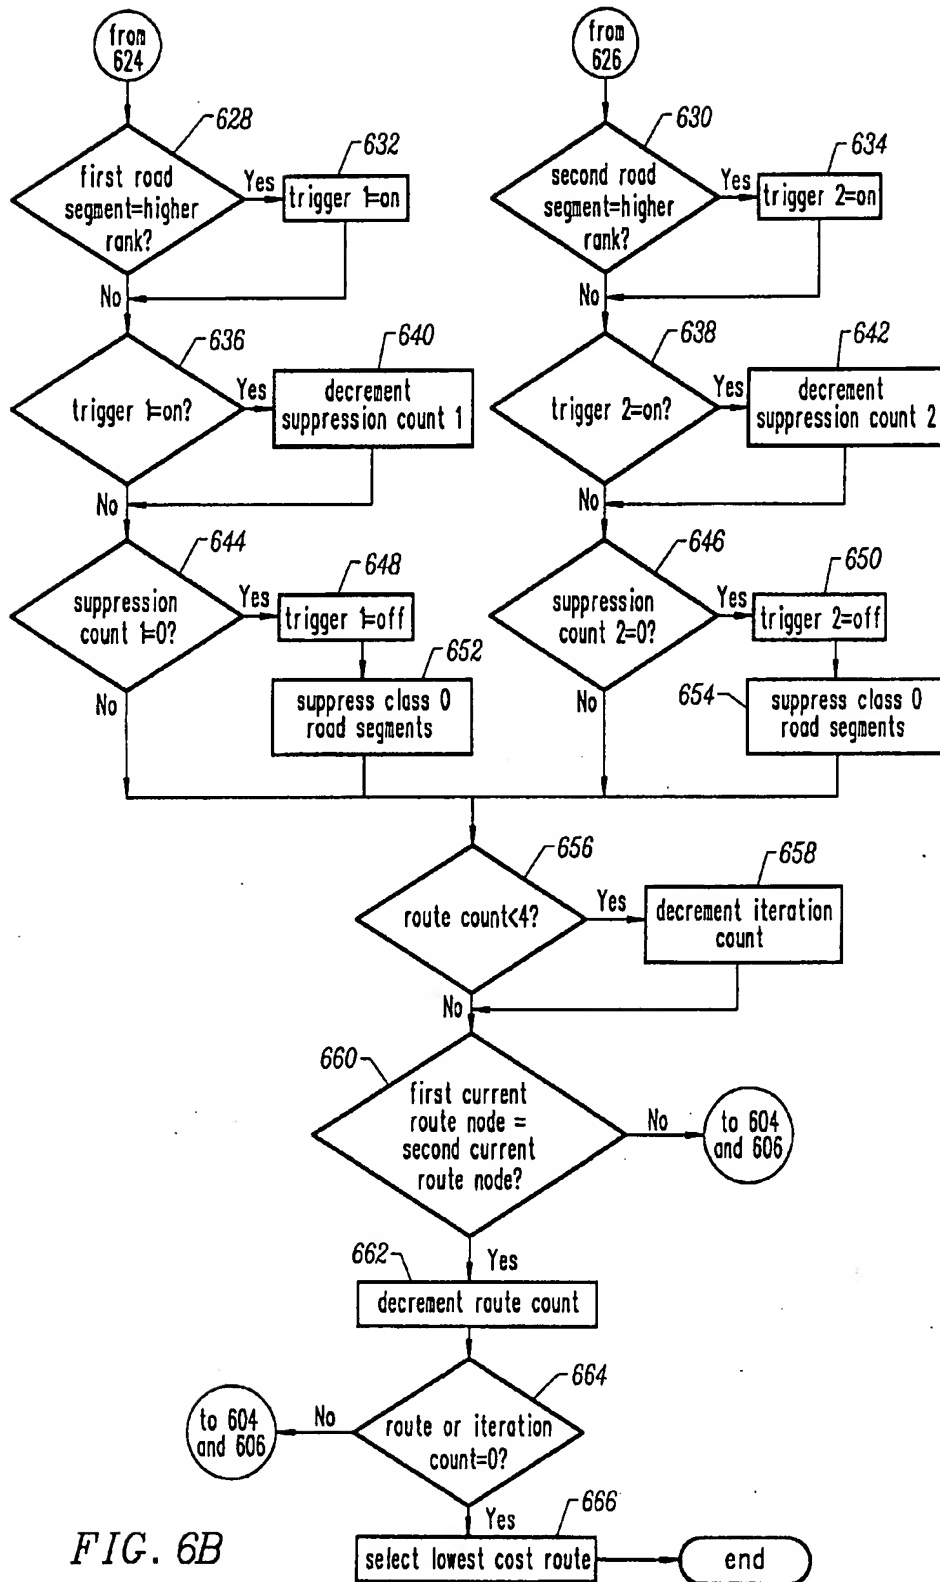 from
624
from
626
628
630
first road
segment=higher
rank?
Yes
632
trigger 1=on
second road
segment=higher
rank?
Yes
634
trigger 2=on
No
No
636
638
trigger 1=on?
Yes
640
decrement
suppression count 1
trigger 2=on?
Yes
642
decrement
suppression count 2
No
No
644
646
suppression
count 1=0?
Yes
648
trigger 1=off
suppression
count 2=0?
Yes
650
trigger 2=off
No
652
suppress class 0
road segments
No
654
suppress class 0
road segments
656
route count<4?
Yes
658
decrement iteration
count
No
660
first current
route node =
second current
route node?
No
to 604
and 606
Yes
662
decrement route count
664
route or iteration
count=0?
No
to 604
and 606
Yes
666
select lowest cost route
end
FIG. 6B